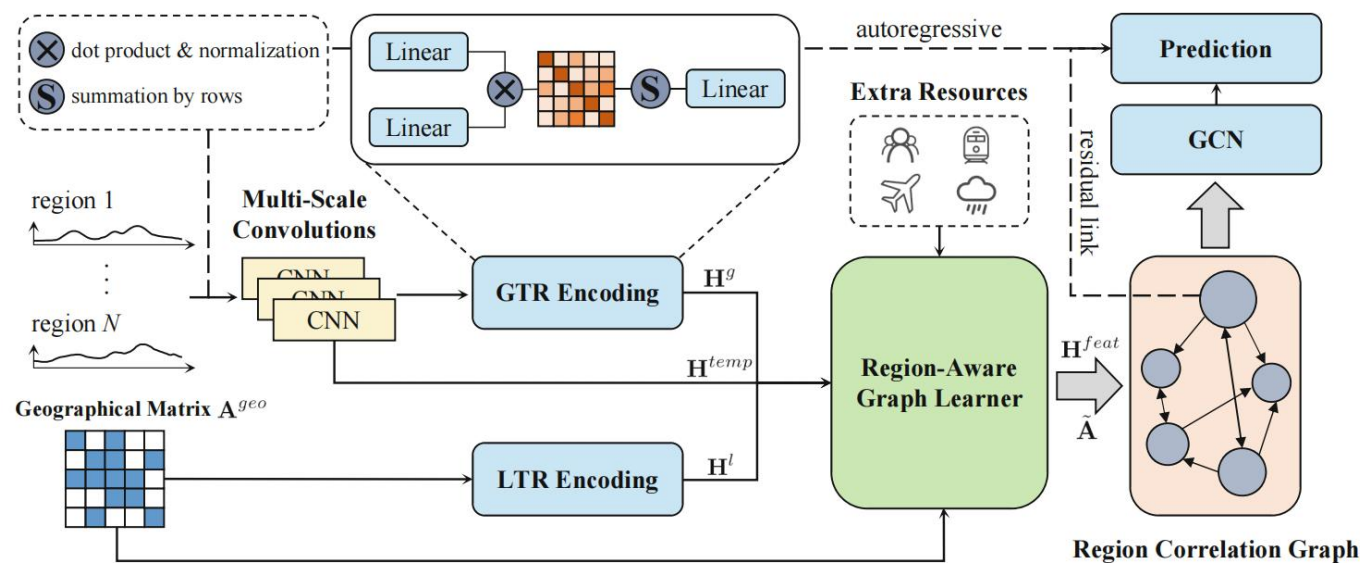 dot product & normalization
S summation by rows
Linear
Linear
S
Linear
autoregressive
Prediction
GCN
residual link
Extra Resources
region 1
⋮
region N
Multi-Scale
Convolutions
CNN
CNN
CNN
GTR Encoding
H^g
H^{temp}
Geographical Matrix A^{geo}
LTR Encoding
H^l
Region-Aware
Graph Learner
H^{feat}
Ã
Region Correlation Graph